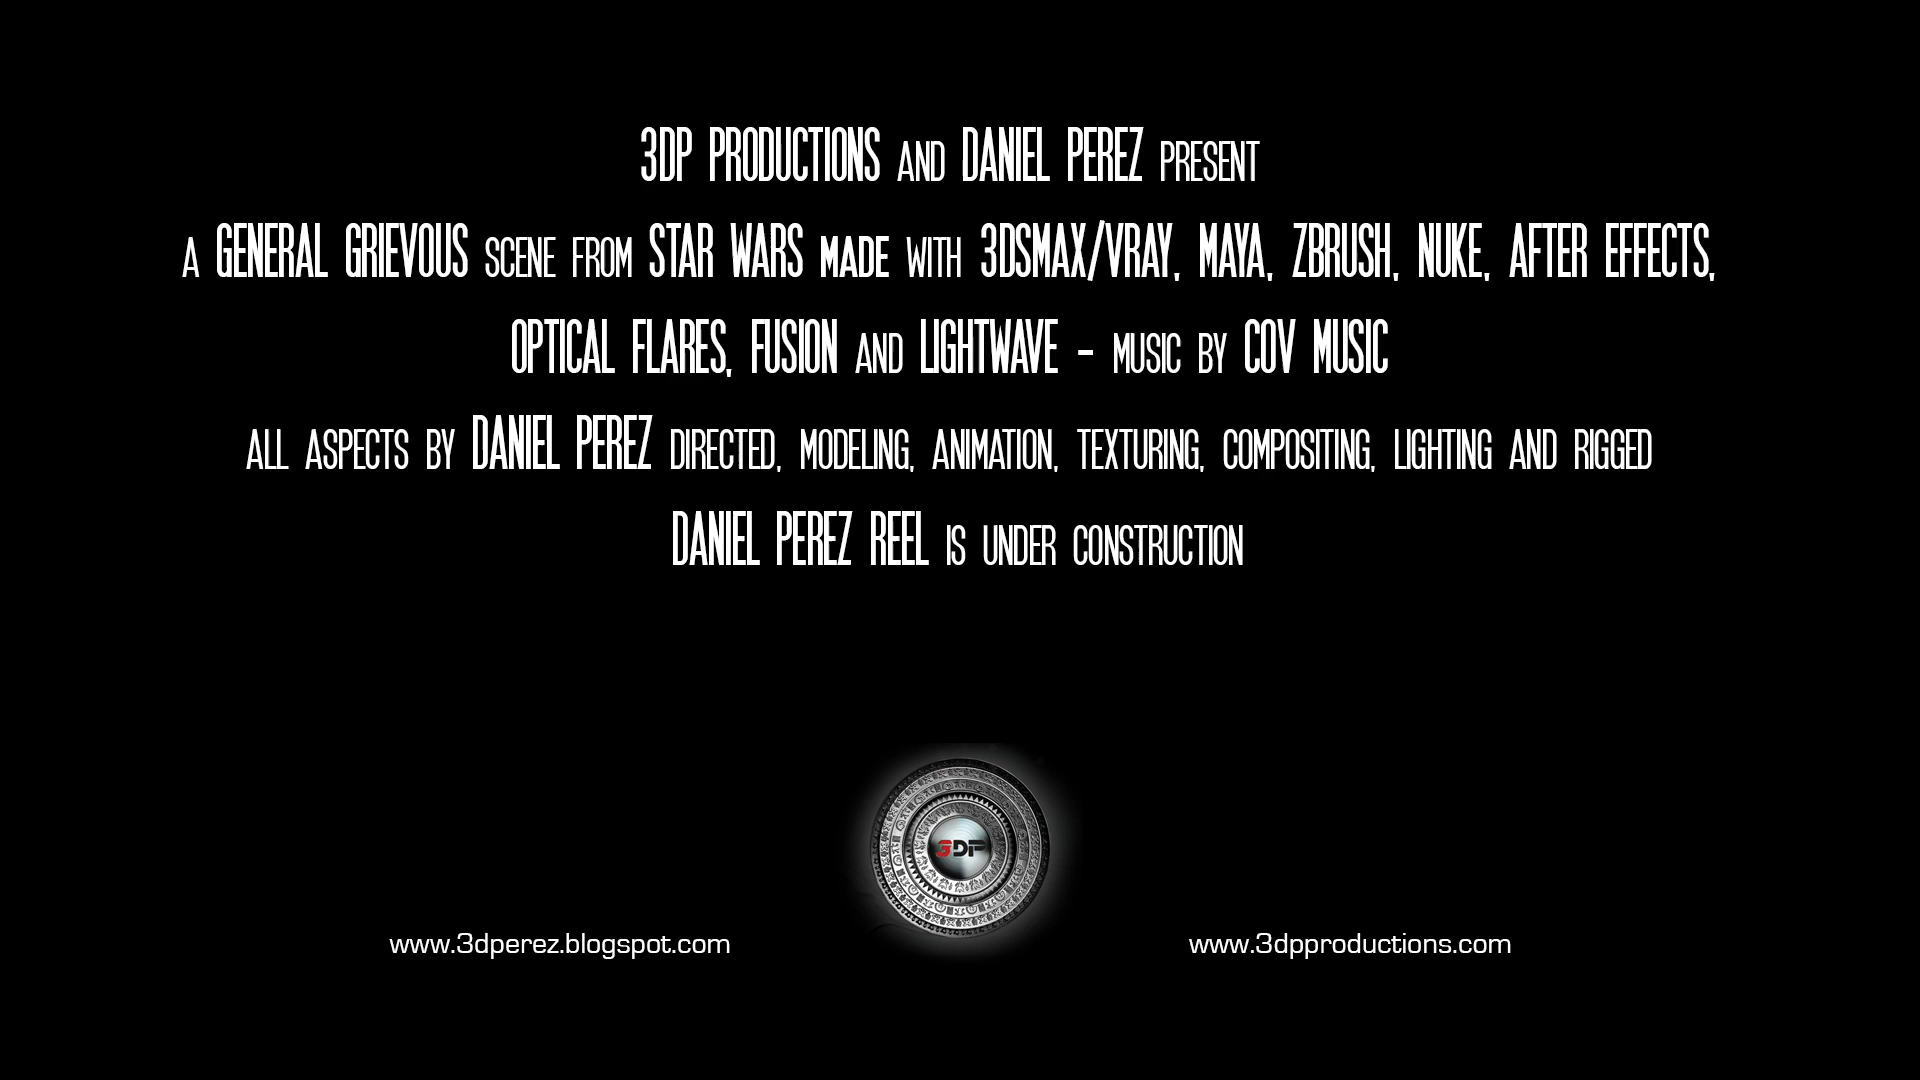 3DP PRODUCTIONS AND DANIEL PEREZ PRESENT
A GENERAL GRIEVOUS SCENE FROM STAR WARS MADE WITH 3DSMAX/VRAY, MAYA, ZBRUSH, NUKE, AFTER EFFECTS,
OPTICAL FLARES, FUSION AND LIGHTWAVE - MUSIC BY COV MUSIC
ALL ASPECTS BY DANIEL PEREZ DIRECTED, MODELING, ANIMATION, TEXTURING, COMPOSITING, LIGHTING AND RIGGED
DANIEL PEREZ REEL IS UNDER CONSTRUCTION
3DP
www.3dperez.blogspot.com
www.3dpproductions.com